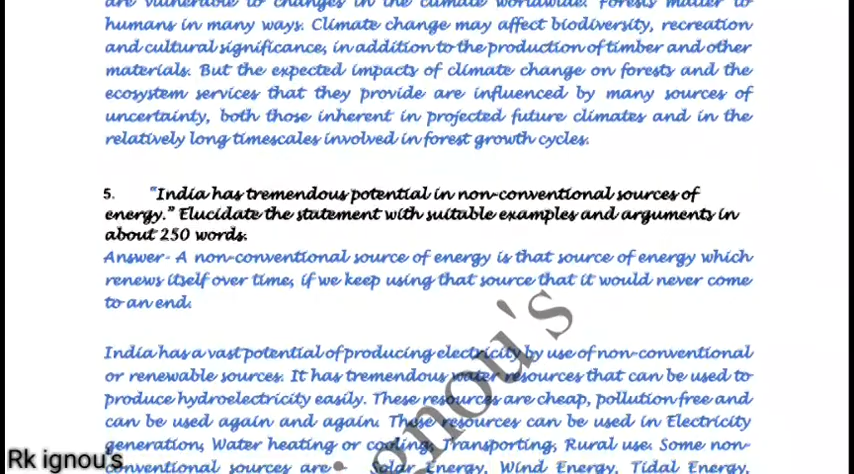 are vulnerable to changes in the climate worldwide. Forests matter to
humans in many ways. Climate change may affect biodiversity, recreation
and cultural significance, in addition to the production of timber and other
materials. But the expected impacts of climate change on forests and the
ecosystem services that they provide are influenced by many sources of
uncertainty, both those inherent in projected future climates and in the
relatively long timescales involved in forest growth cycles.
5. "India has tremendous potential in non-conventional sources of
energy." Elucidate the statement with suitable examples and arguments in
about 250 words.
Answer- A non-conventional source of energy is that source of energy which
renews itself over time, if we keep using that source that it would never come
to an end.
India has a vast potential of producing electricity by use of non-conventional
or renewable sources. It has tremendous water resources that can be used to
produce hydroelectricity easily. These resources are cheap, pollution free and
can be used again and again. These resources can be used in Electricity
generation, Water heating or cooling, Transporting, Rural use. Some non-
conventional sources are - Solar Energy, Wind Energy, Tidal Energy,
gnou's
Rk ignou's